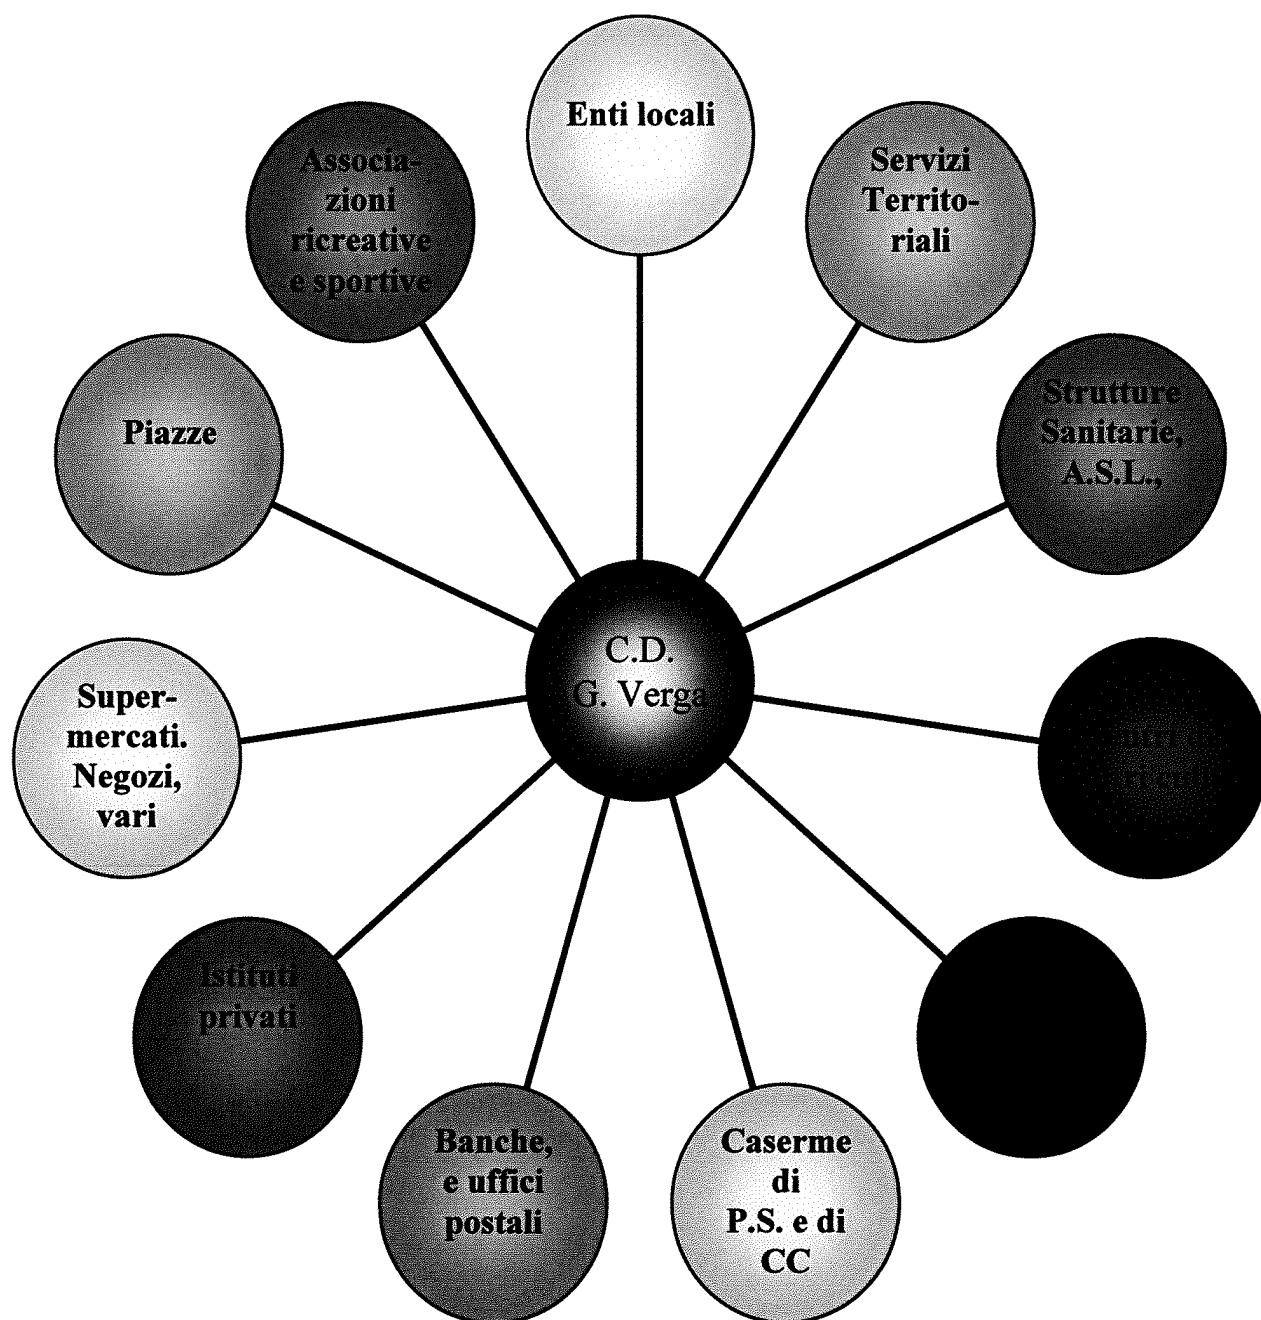 Enti locali
Servizi
Territo-
riali
Strutture
Sanitarie,
A.S.L.,
Caserme
di
P.S. e di
CC
Banche,
e uffici
postali
Istituti
privati
Super-
mercati.
Negozi,
vari
Piazze
Associa-
zioni
ricreative
e sportive
C.D.
G. Verga